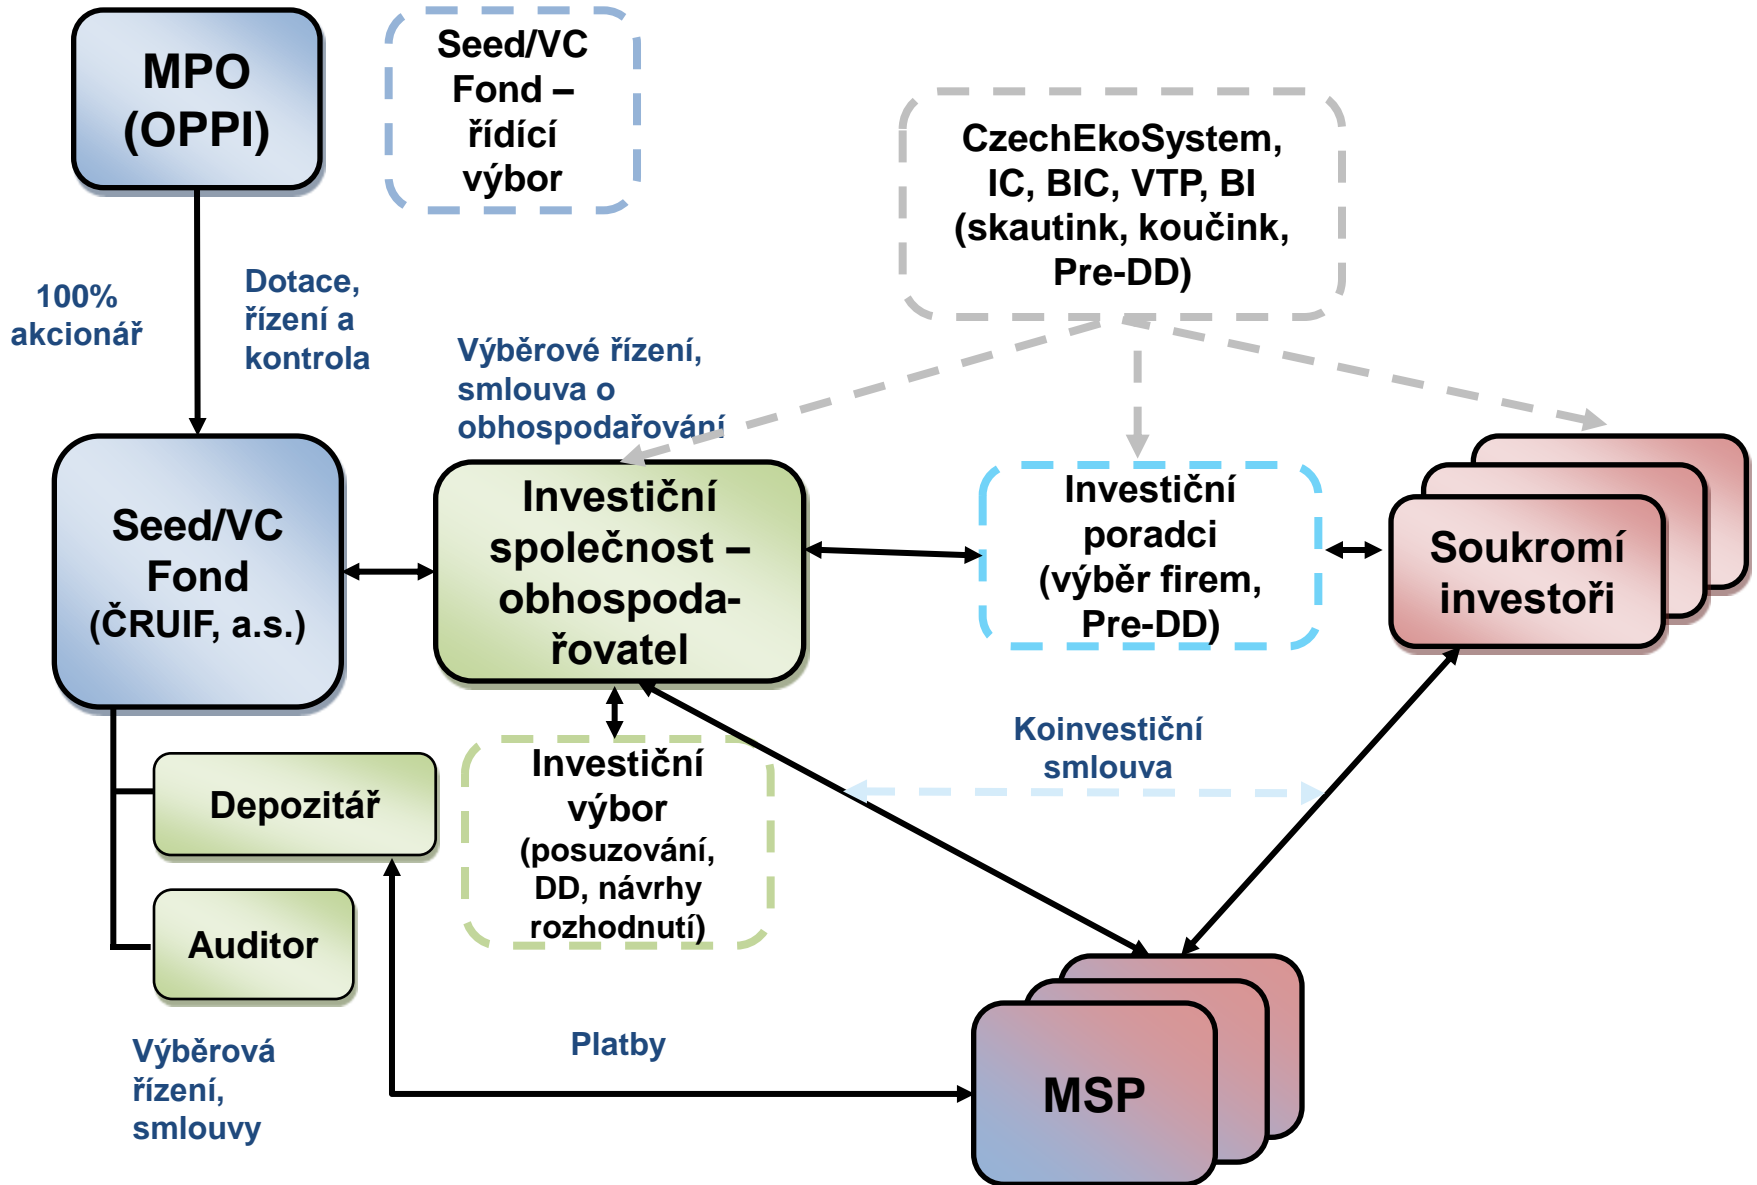 MPO
(OPPI)
Seed/VC
Fond –
řídící
výbor
CzechEkoSystem,
IC, BIC, VTP, BI
(skautink, koučink,
Pre-DD)
100%
akcionář
Dotace,
řízení a
kontrola
Výběrové řízení,
smlouva o
obhospodařování
Seed/VC
Fond
(ČRUIF, a.s.)
Investiční
společnost –
obhospoda-
řovatel
Investiční
poradci
(výběr firem,
Pre-DD)
Soukromí
investoři
Koinvestiční
smlouva
Depozitář
Investiční
výbor
(posuzování,
DD, návrhy
rozhodnutí)
Auditor
Výběrová
řízení,
smlouvy
Platby
MSP